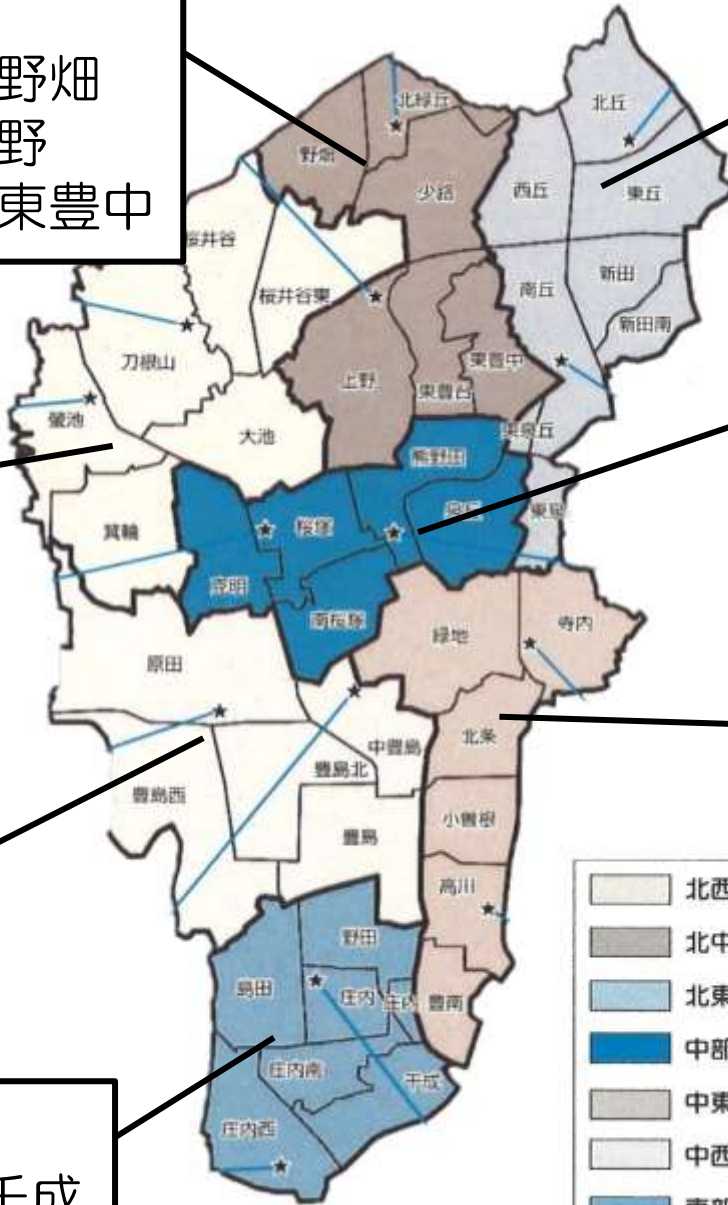 野畑
野
東豊中
北丘
北緑丘
野畑
少路
西丘
東丘
桜井谷
桜井谷東
南丘
新田
新田南
刀根山
上野
東豊台
東豊中
螢池
大池
東泉丘
熊野田
泉丘
箕輪
桜塚
克明
南桜塚
緑地
寺内
原田
中豊島
北条
豊島北
豊島西
小曽根
豊島
高川
野田
島田
庄内
庄内
豊南
庄内南
千成
庄内西
千成
北西
北中
北東
中部
中東
中西